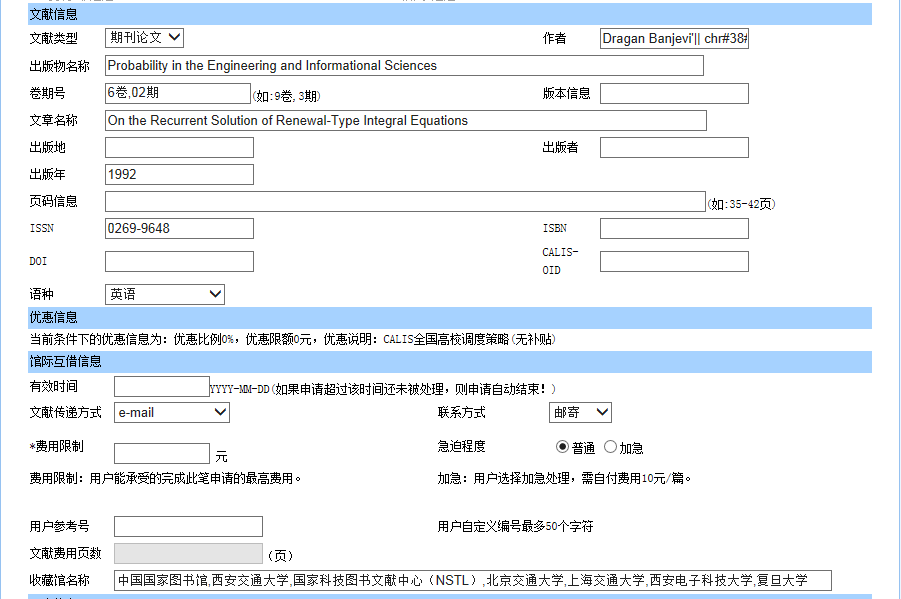 文献信息
文献类型 期刊论文 作者 Dragan Banjevi'|| chr#38#
出版物名称 Probability in the Engineering and Informational Sciences
卷期号 6卷,02期 (如:9卷,3期) 版本信息
文章名称 On the Recurrent Solution of Renewal-Type Integral Equations
出版地 出版者
出版年 1992
页码信息 (如:35-42页)
ISSN 0269-9648 ISBN
DOI CALIS-OID
语种 英语
优惠信息
当前条件下的优惠信息为：优惠比例0%，优惠限额0元，优惠说明：CALIS全国高校调度策略(无补贴)
馆际互借信息
有效时间 YYYY-MM-DD(如果申请超过该时间还未被处理，则申请自动结束！)
文献传递方式 e-mail 联系方式 邮寄
*费用限制 元 急迫程度 普通 加急
费用限制：用户能承受的完成此笔申请的最高费用。 加急：用户选择加急处理，需自付费用10元/篇。
用户参考号 用户自定义编号最多50个字符
文献费用页数 (页)
收藏馆名称 中国国家图书馆,西安交通大学,国家科技图书文献中心（NSTL）,北京交通大学,上海交通大学,西安电子科技大学,复旦大学